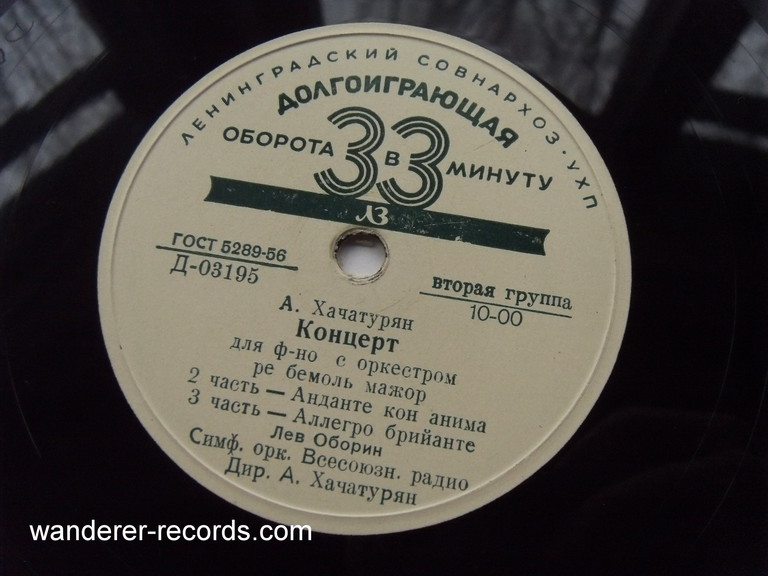 ЛЕНИНГРАДСКИЙ СОВНАРХОЗ · УХП
ДОЛГОИГРАЮЩАЯ
ОБОРОТА 33 В МИНУТУ
ЛЗ
ГОСТ 5289-56
Д-03195
вторая группа
10-00
А. Хачатурян
Концерт
для ф-но с оркестром
ре бемоль мажор
2 часть — Анданте кон анима
3 часть — Аллегро брийанте
Лев Оборин
Симф. орк. Всесоюзн. радио
Дир. А. Хачатурян
wanderer-records.com